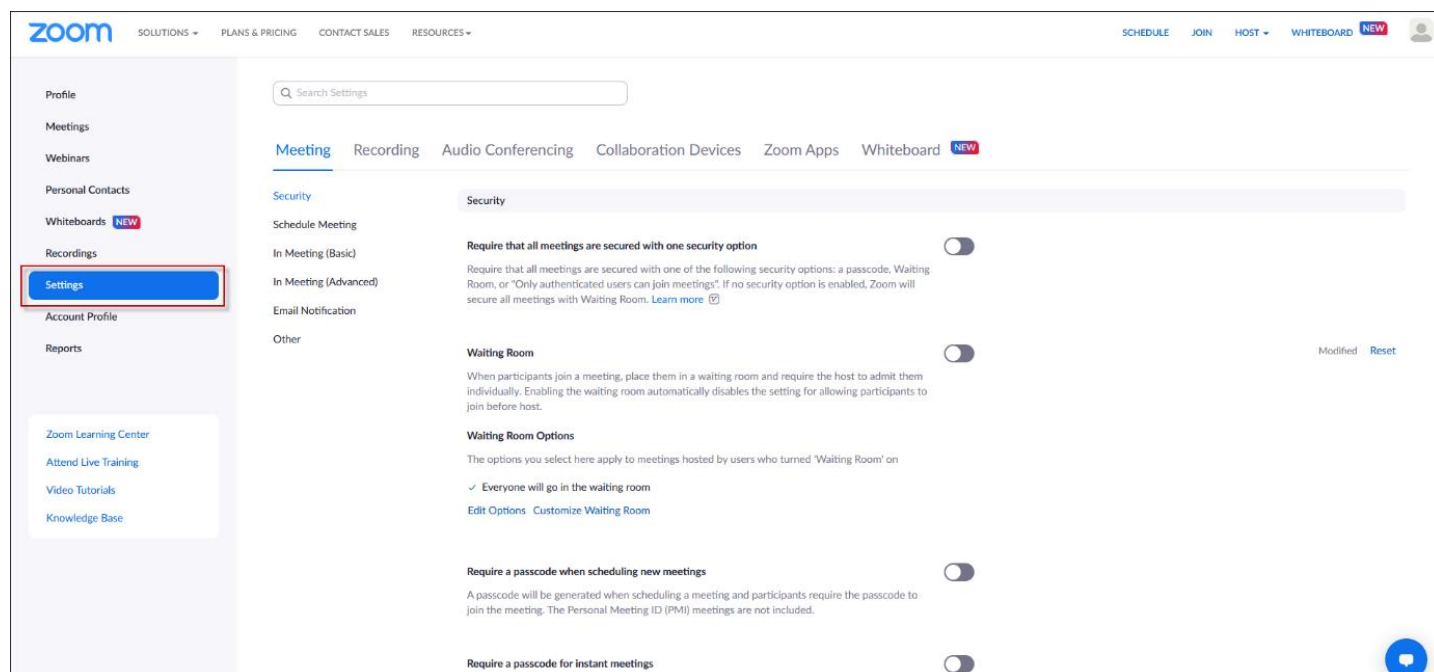 zoom SOLUTIONS PLANS & PRICING CONTACT SALES RESOURCES SCHEDULE JOIN HOST WHITEBOARD NEW
Profile
Meetings
Webinars
Personal Contacts
Whiteboards NEW
Recordings
Settings
Account Profile
Reports
Zoom Learning Center
Attend Live Training
Video Tutorials
Knowledge Base
Search Settings
Meeting Recording Audio Conferencing Collaboration Devices Zoom Apps Whiteboard NEW
Security
Schedule Meeting
In Meeting (Basic)
In Meeting (Advanced)
Email Notification
Other
Security
Require that all meetings are secured with one security option
Require that all meetings are secured with one of the following security options: a passcode, Waiting
Room, or "Only authenticated users can join meetings". If no security option is enabled, Zoom will
secure all meetings with Waiting Room. Learn more
Waiting Room
Modified Reset
When participants join a meeting, place them in a waiting room and require the host to admit them
individually. Enabling the waiting room automatically disables the setting for allowing participants to
join before host.
Waiting Room Options
The options you select here apply to meetings hosted by users who turned 'Waiting Room' on
✓ Everyone will go in the waiting room
Edit Options Customize Waiting Room
Require a passcode when scheduling new meetings
A passcode will be generated when scheduling a meeting and participants require the passcode to
join the meeting. The Personal Meeting ID (PMI) meetings are not included.
Require a passcode for instant meetings